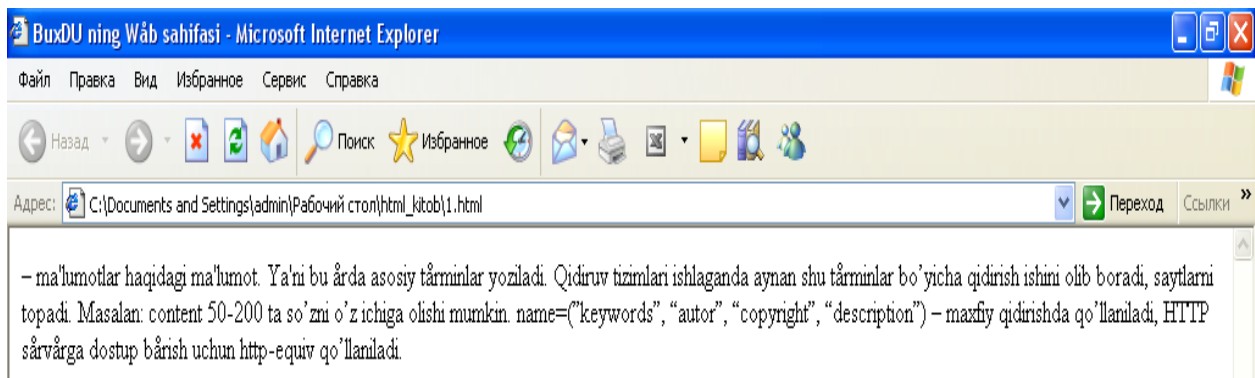 BuxDU ning Wåb sahifasi - Microsoft Internet Explorer
Файл Правка Вид Избранное Сервис Справка
Назад Поиск Избранное
Адрес: C:\Documents and Settings\admin\Рабочий стол\html_kitob\1.html Переход Ссылки »
– ma'lumotlar haqidagi ma'lumot. Ya'ni bu årda asosiy tårminlar yoziladi. Qidiruv tizimlari ishlaganda aynan shu tårminlar bo’yicha qidirish ishini olib boradi, saytlarni
topadi. Masalan: content 50-200 ta so’zni o’z ichiga olishi mumkin. name=(”keywords”, “autor”, “copyright”, “description”) – maxfiy qidirishda qo’llaniladi, HTTP
sårvårga dostup bårish uchun http-equiv qo’llaniladi.